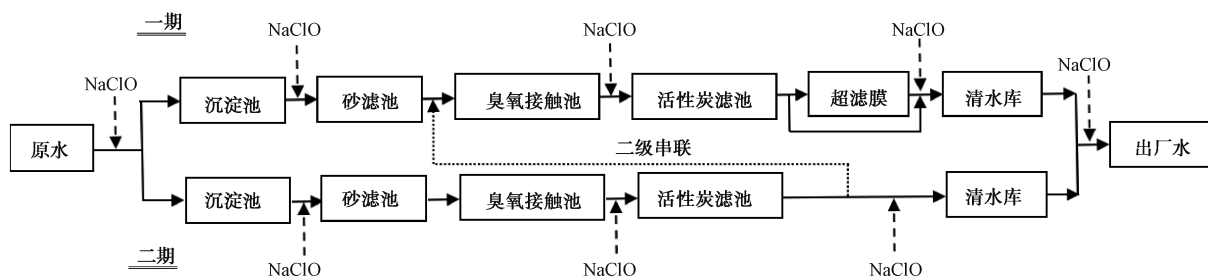 一期
NaClO
NaClO
NaClO
NaClO
NaClO
沉淀池
砂滤池
臭氧接触池
活性炭滤池
超滤膜
清水库
原水
二级串联
出厂水
沉淀池
砂滤池
臭氧接触池
活性炭滤池
清水库
二期
NaClO
NaClO
NaClO